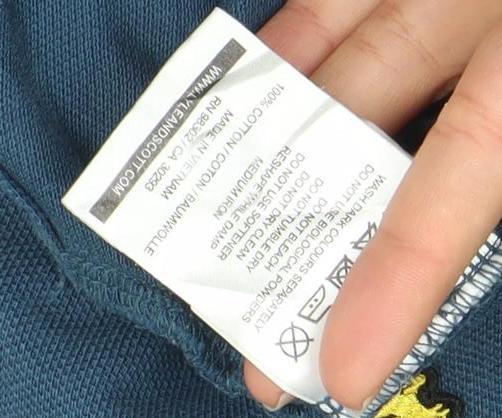 WASH DARK COLOURS SEPARATELY
DO NOT USE BIOLOGICAL POWDERS
DO NOT BLEACH
DO NOT TUMBLE DRY
DO NOT DRY CLEAN
DO NOT USE SOFTENER
RESHAPE WHILE DAMP
MEDIUM IRON
100% COTTON / COTON / BAUMWOLLE
MADE IN VIETNAM
RN 98302 / CA 30293
WWW.LYLEANDSCOTT.COM